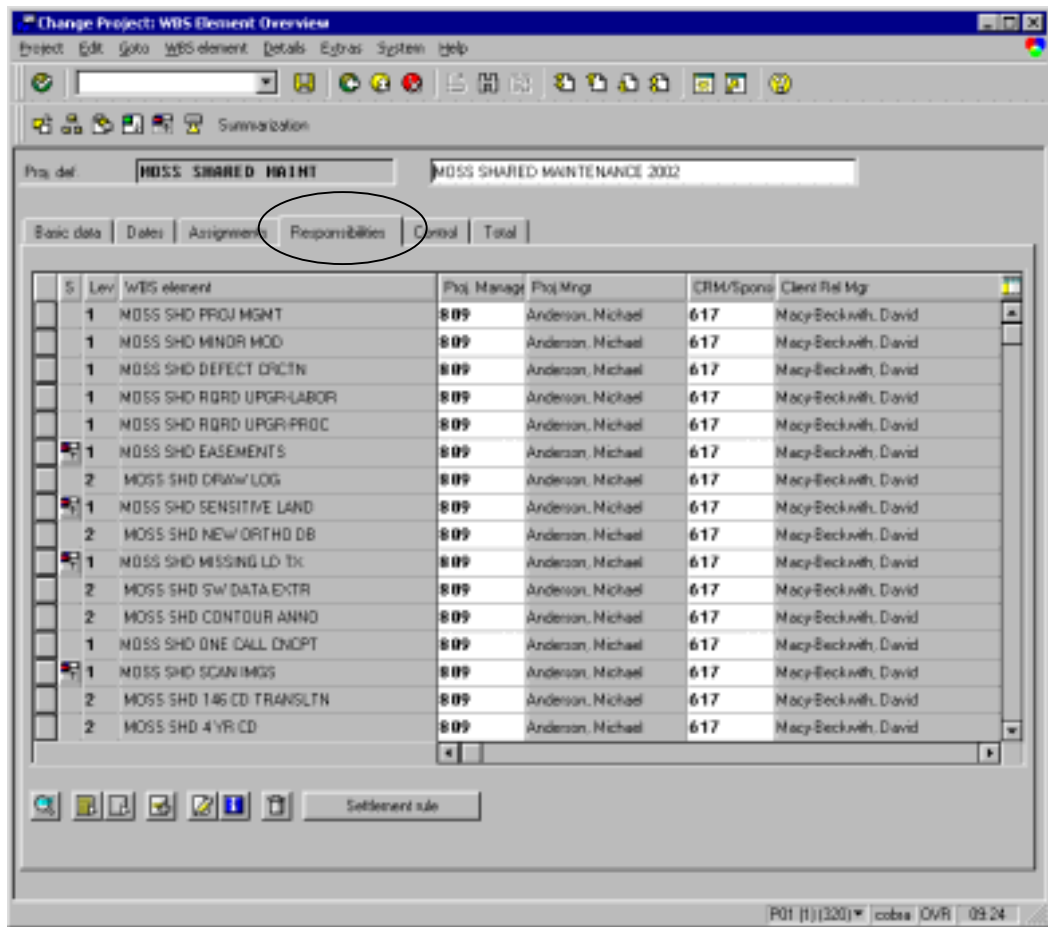 Change Project: WBS Element Overview
Project Edit Goto WBS element Details Extras System Help
Summarization
Proj. def. MOSS SHARED MAINT MOSS SHARED MAINTENANCE 2002
Basic data Dates Assignments Responsibilities Control Total
S Lev WBS element Proj. Manage Proj.Mngr CRM/Sponso Client Rel Mgr
1 MOSS SHD PROJ MGMT 809 Anderson, Michael 617 Macy-Beckwith, David
1 MOSS SHD MINOR MOD 809 Anderson, Michael 617 Macy-Beckwith, David
1 MOSS SHD DEFECT CRCTN 809 Anderson, Michael 617 Macy-Beckwith, David
1 MOSS SHD RQRD UPGR-LABOR 809 Anderson, Michael 617 Macy-Beckwith, David
1 MOSS SHD RQRD UPGR-PROC 809 Anderson, Michael 617 Macy-Beckwith, David
1 MOSS SHD EASEMENTS 809 Anderson, Michael 617 Macy-Beckwith, David
2 MOSS SHD DRAW LOG 809 Anderson, Michael 617 Macy-Beckwith, David
1 MOSS SHD SENSITIVE LAND 809 Anderson, Michael 617 Macy-Beckwith, David
2 MOSS SHD NEW ORTHO DB 809 Anderson, Michael 617 Macy-Beckwith, David
1 MOSS SHD MISSING LD TX 809 Anderson, Michael 617 Macy-Beckwith, David
2 MOSS SHD SW DATA EXTR 809 Anderson, Michael 617 Macy-Beckwith, David
2 MOSS SHD CONTOUR ANNO 809 Anderson, Michael 617 Macy-Beckwith, David
1 MOSS SHD ONE CALL CNCPT 809 Anderson, Michael 617 Macy-Beckwith, David
1 MOSS SHD SCAN IMGS 809 Anderson, Michael 617 Macy-Beckwith, David
2 MOSS SHD 146 CD TRANSLTN 809 Anderson, Michael 617 Macy-Beckwith, David
2 MOSS SHD 4 YR CD 809 Anderson, Michael 617 Macy-Beckwith, David
Settlement rule
P01 (1) (320) cobsa OVR 09:24